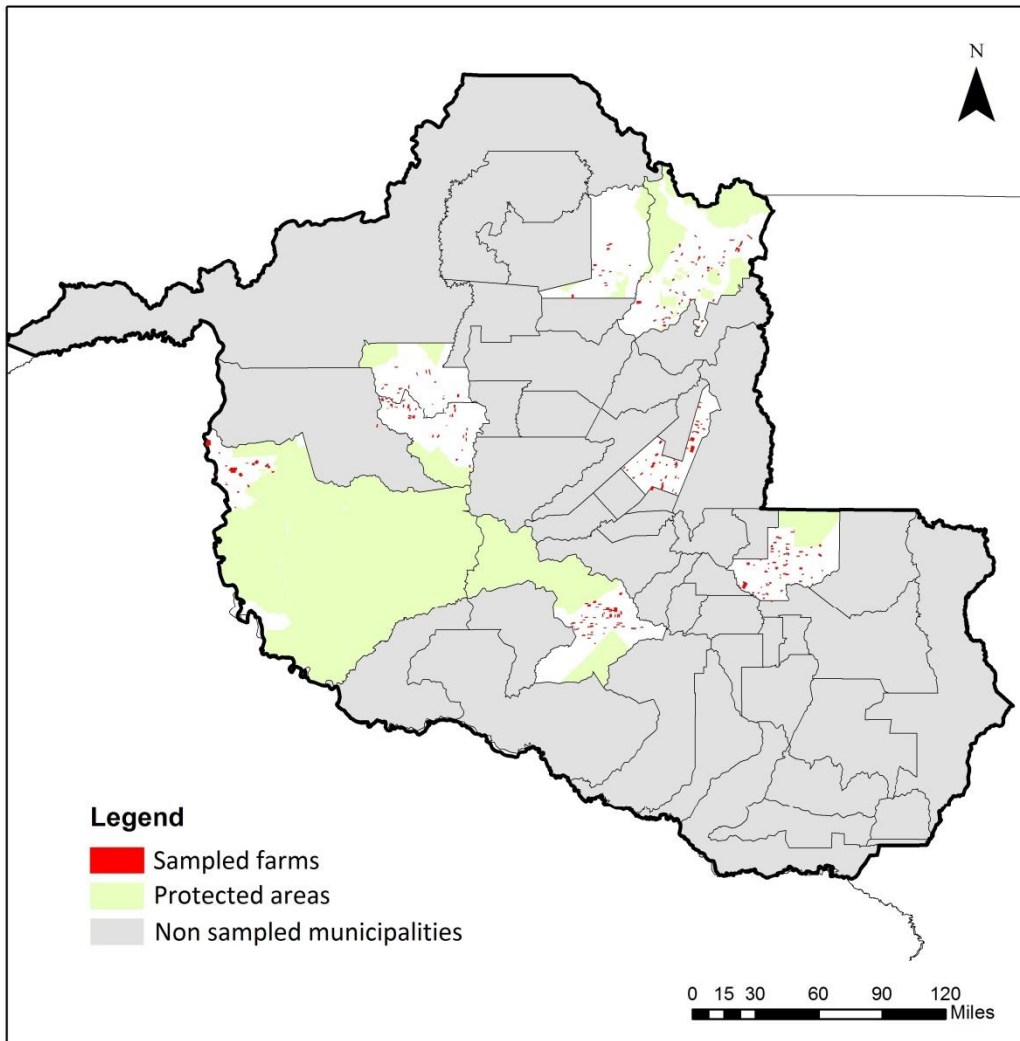 N
Legend
Sampled farms
Protected areas
Non sampled municipalities
0 15 30 60 90 120
Miles